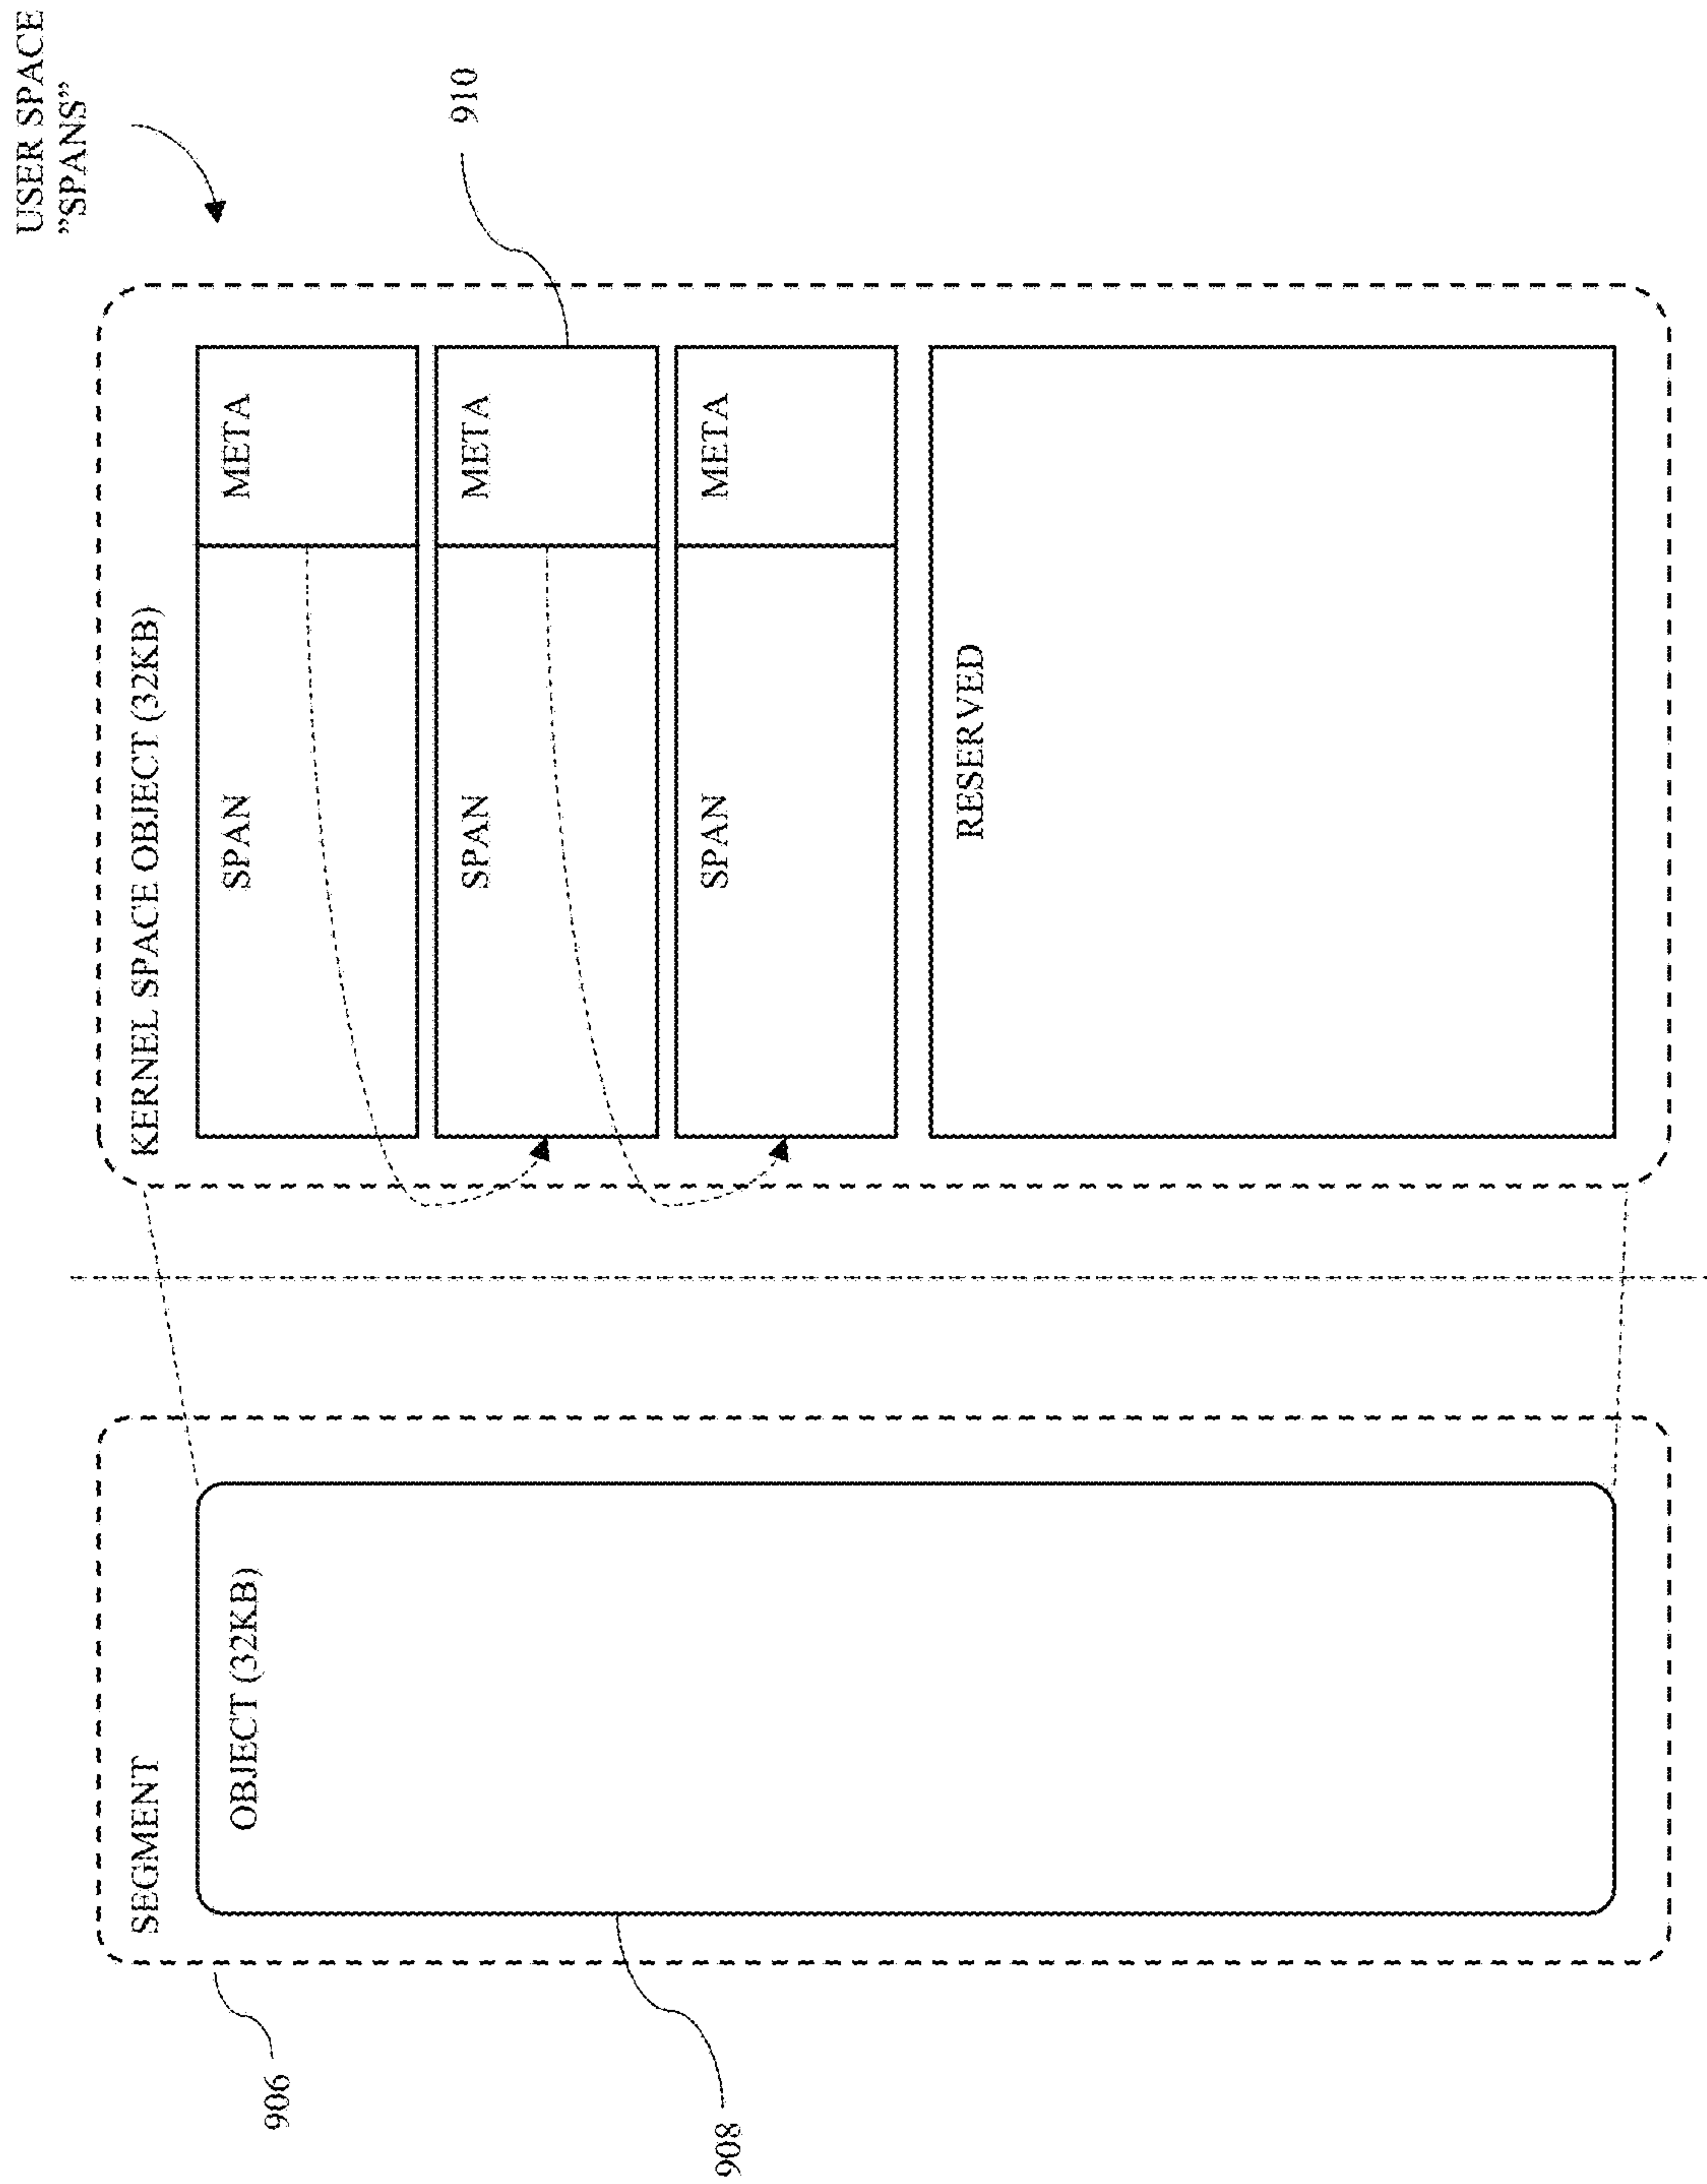 SEGMENT
OBJECT (32KB)
906
908
KERNEL SPACE OBJECT (32KB)
SPAN
META
SPAN
META
SPAN
META
RESERVED
910
USER SPACE
”SPANS”